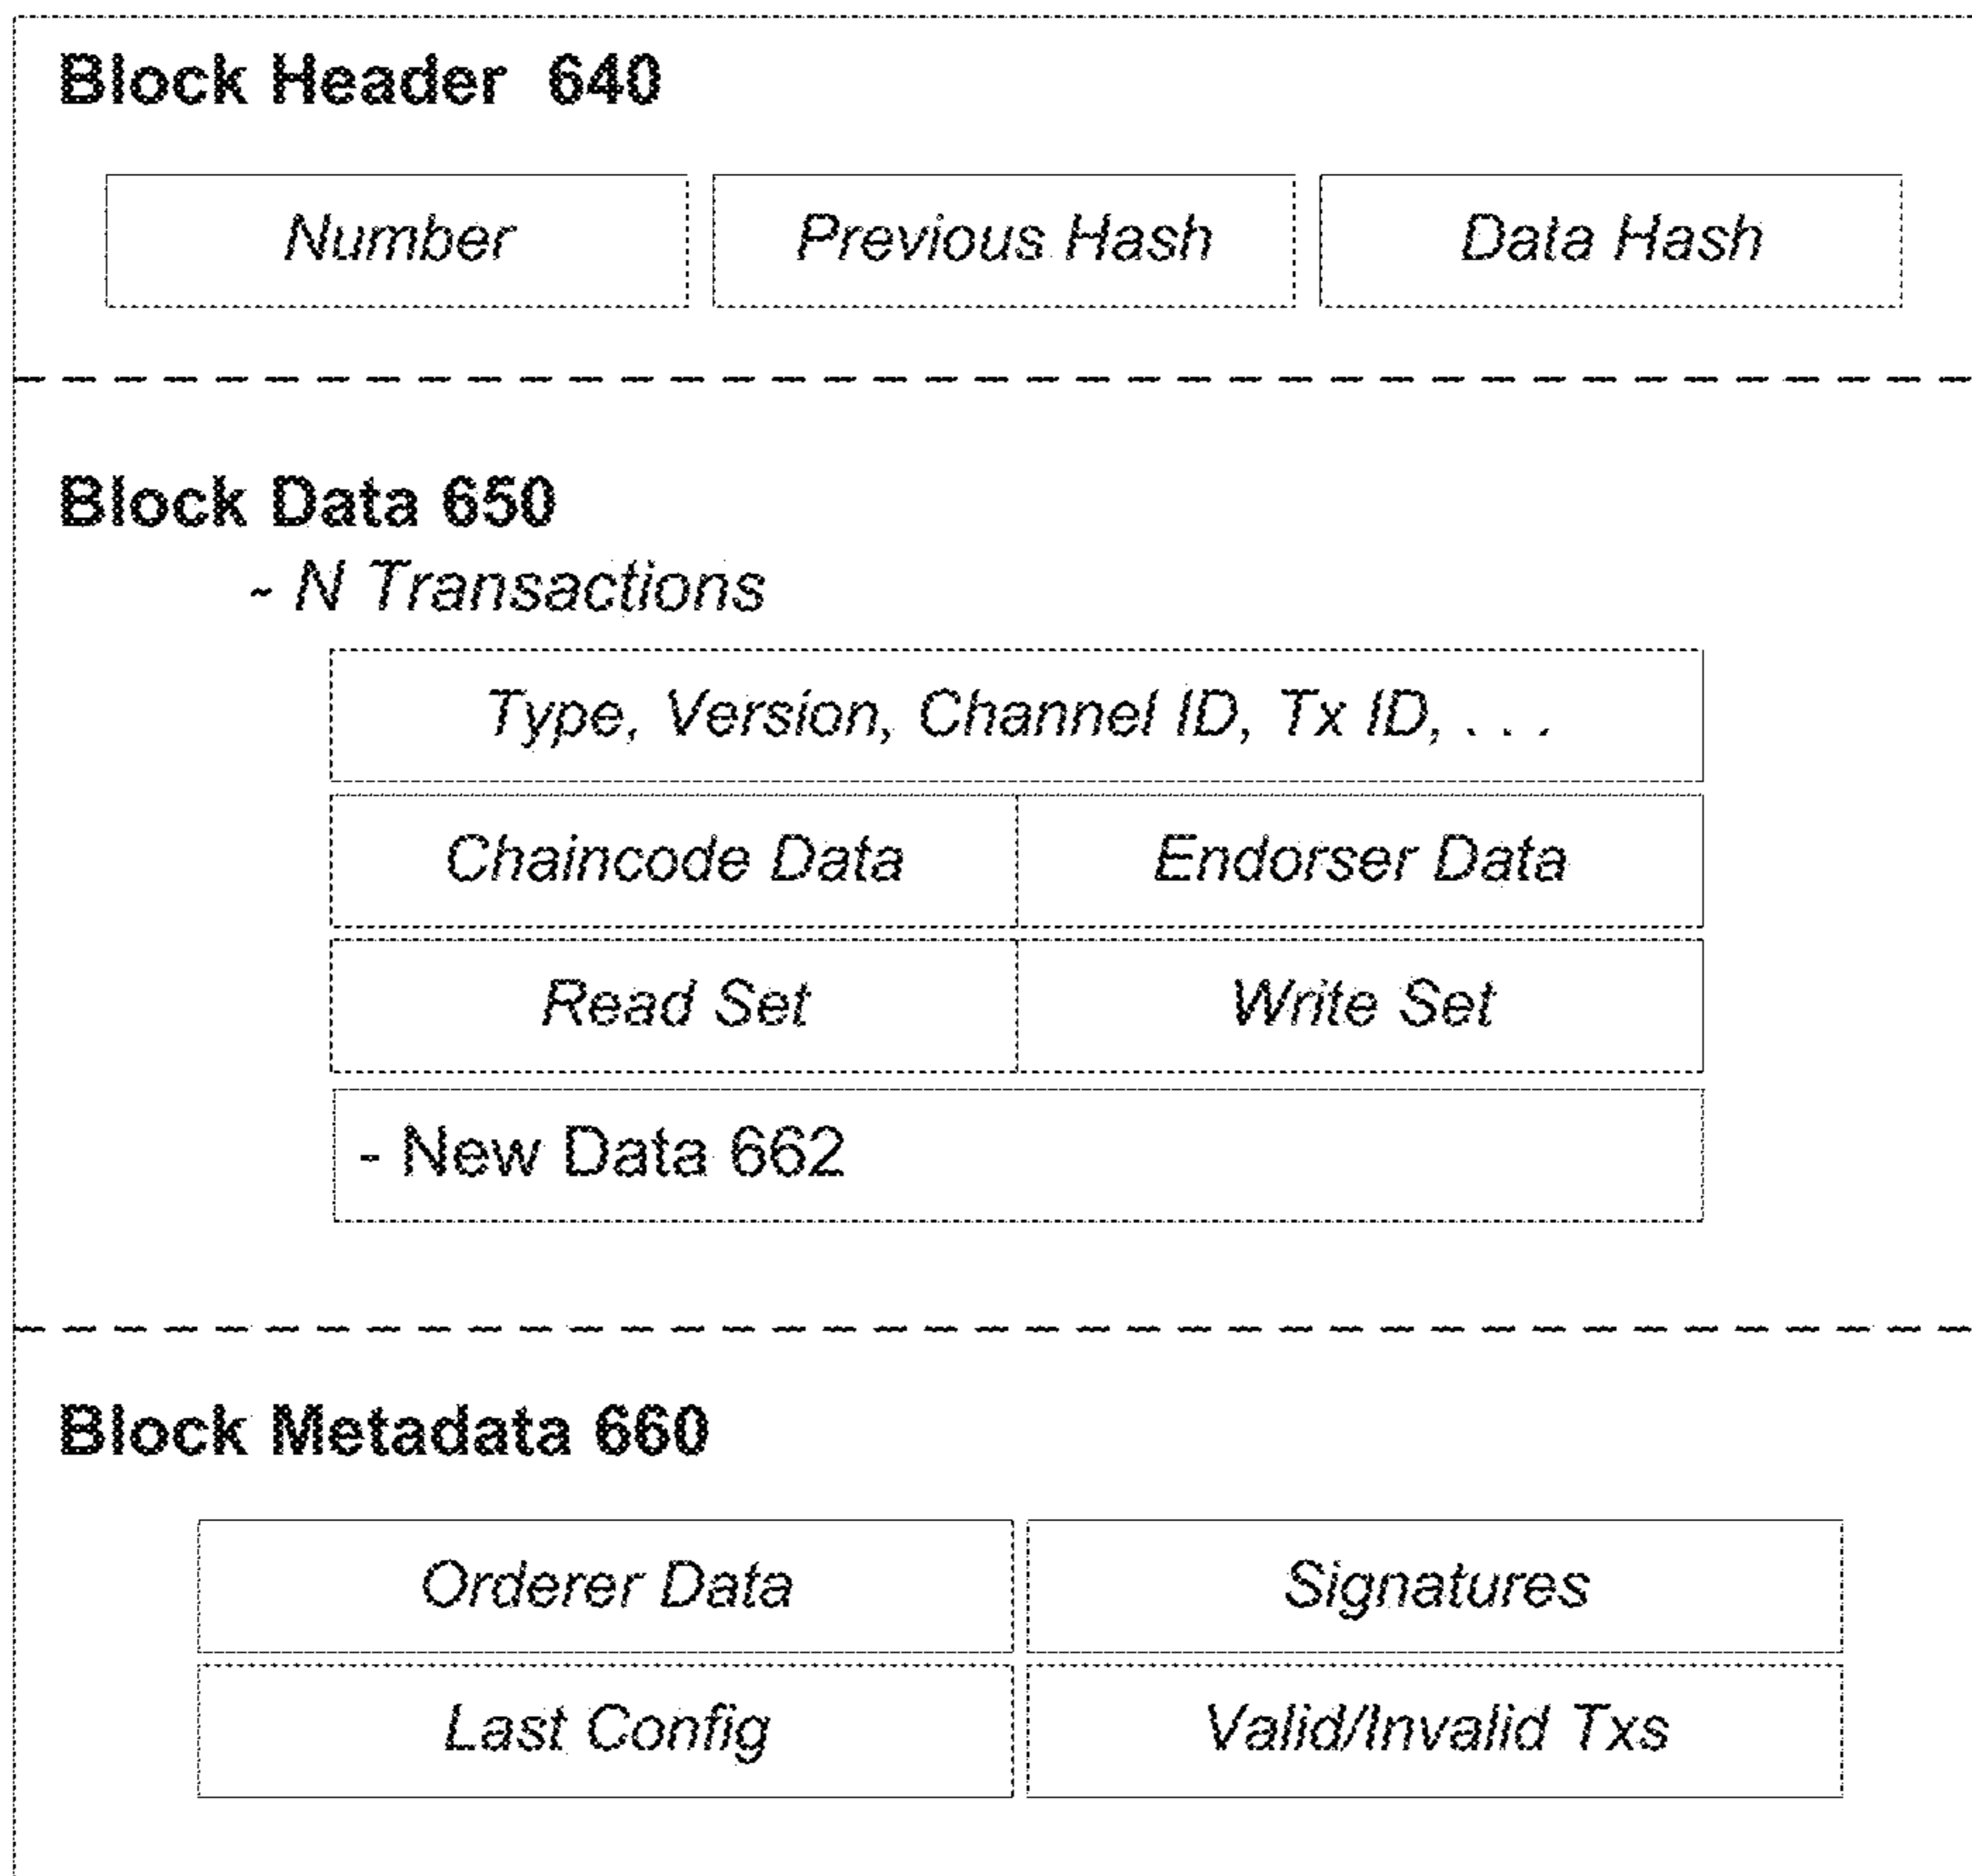 Block Header 640
Number Previous Hash Data Hash
Block Data 650
- N Transactions
Type, Version, Channel ID, Tx ID, . . .
Chaincode Data Endorser Data
Read Set Write Set
- New Data 662
Block Metadata 660
Orderer Data Signatures
Last Config Valid/Invalid Txs